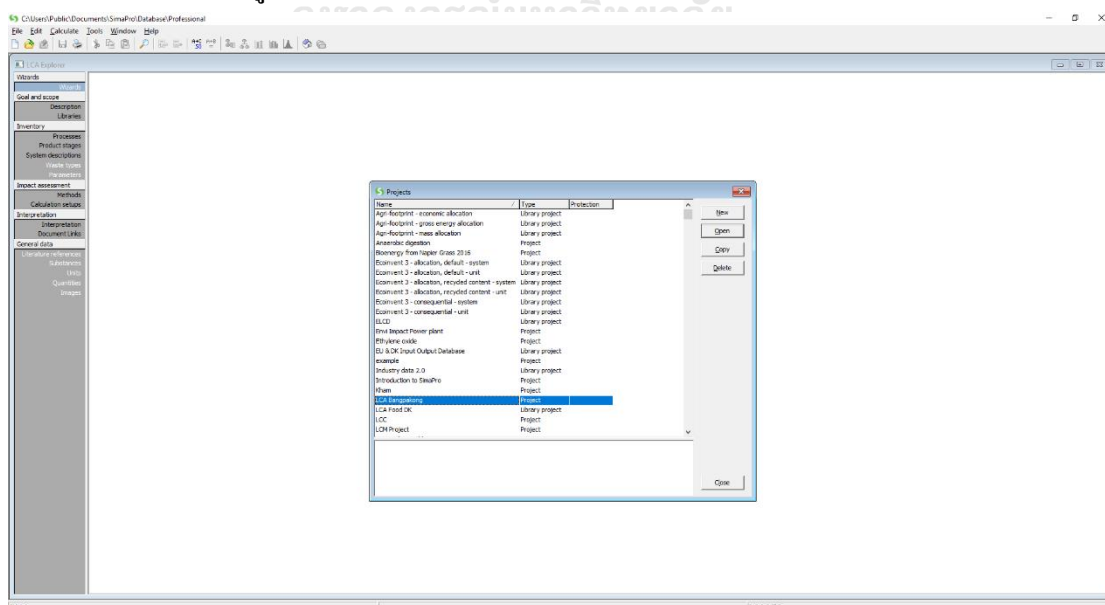 C:\Users\Public\Documents\SimaPro\Database\Professional
File Edit Calculate Tools Window Help
LCA Explorer
Wizards
Wizards
Goal and scope
Description
Libraries
Inventory
Processes
Product stages
System descriptions
Waste types
Parameters
Impact assessment
Methods
Calculation setups
Interpretation
Interpretation
Document Links
General data
Literature references
Substances
Units
Quantities
Images
Projects
Name / Type Protection
Agri-footprint - economic allocation Library project
Agri-footprint - gross energy allocation Library project
Agri-footprint - mass allocation Library project
Anaerobic digestion Project
Bioenergy from Napier Grass 2016 Project
Ecoinvent 3 - allocation, default - system Library project
Ecoinvent 3 - allocation, default - unit Library project
Ecoinvent 3 - allocation, recycled content - system Library project
Ecoinvent 3 - allocation, recycled content - unit Library project
Ecoinvent 3 - consequential - system Library project
Ecoinvent 3 - consequential - unit Library project
ELCD Library project
Envi Impact Power plant Project
Ethylene oxide Project
EU & DK Input Output Database Library project
example Project
Industry data 2.0 Library project
Introduction to SimaPro Project
Kham Project
LCA Bangpakong Project
LCA Food DK Library project
LCC Project
LCM Project Project
New
Open
Copy
Delete
Close